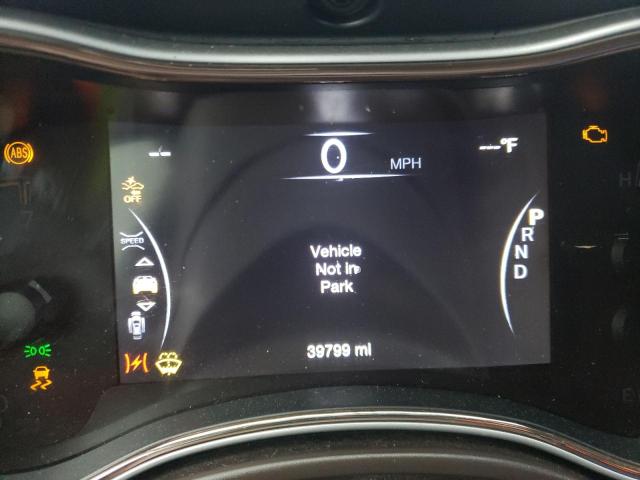 ABS
--
0
MPH
---°F
OFF
SPEED
P
R
N
D
Vehicle
Not In
Park
39799 mi
H
E